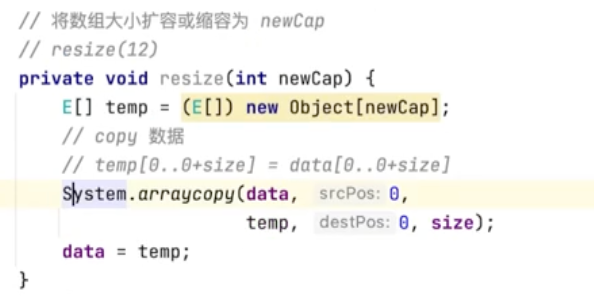 // 将数组大小扩容或缩容为 newCap
// resize(12)
private void resize(int newCap) {
E[] temp = (E[]) new Object[newCap];
// copy 数据
// temp[0..0+size] = data[0..0+size]
System.arraycopy(data, srcPos: 0,
temp, destPos: 0, size);
data = temp;
}